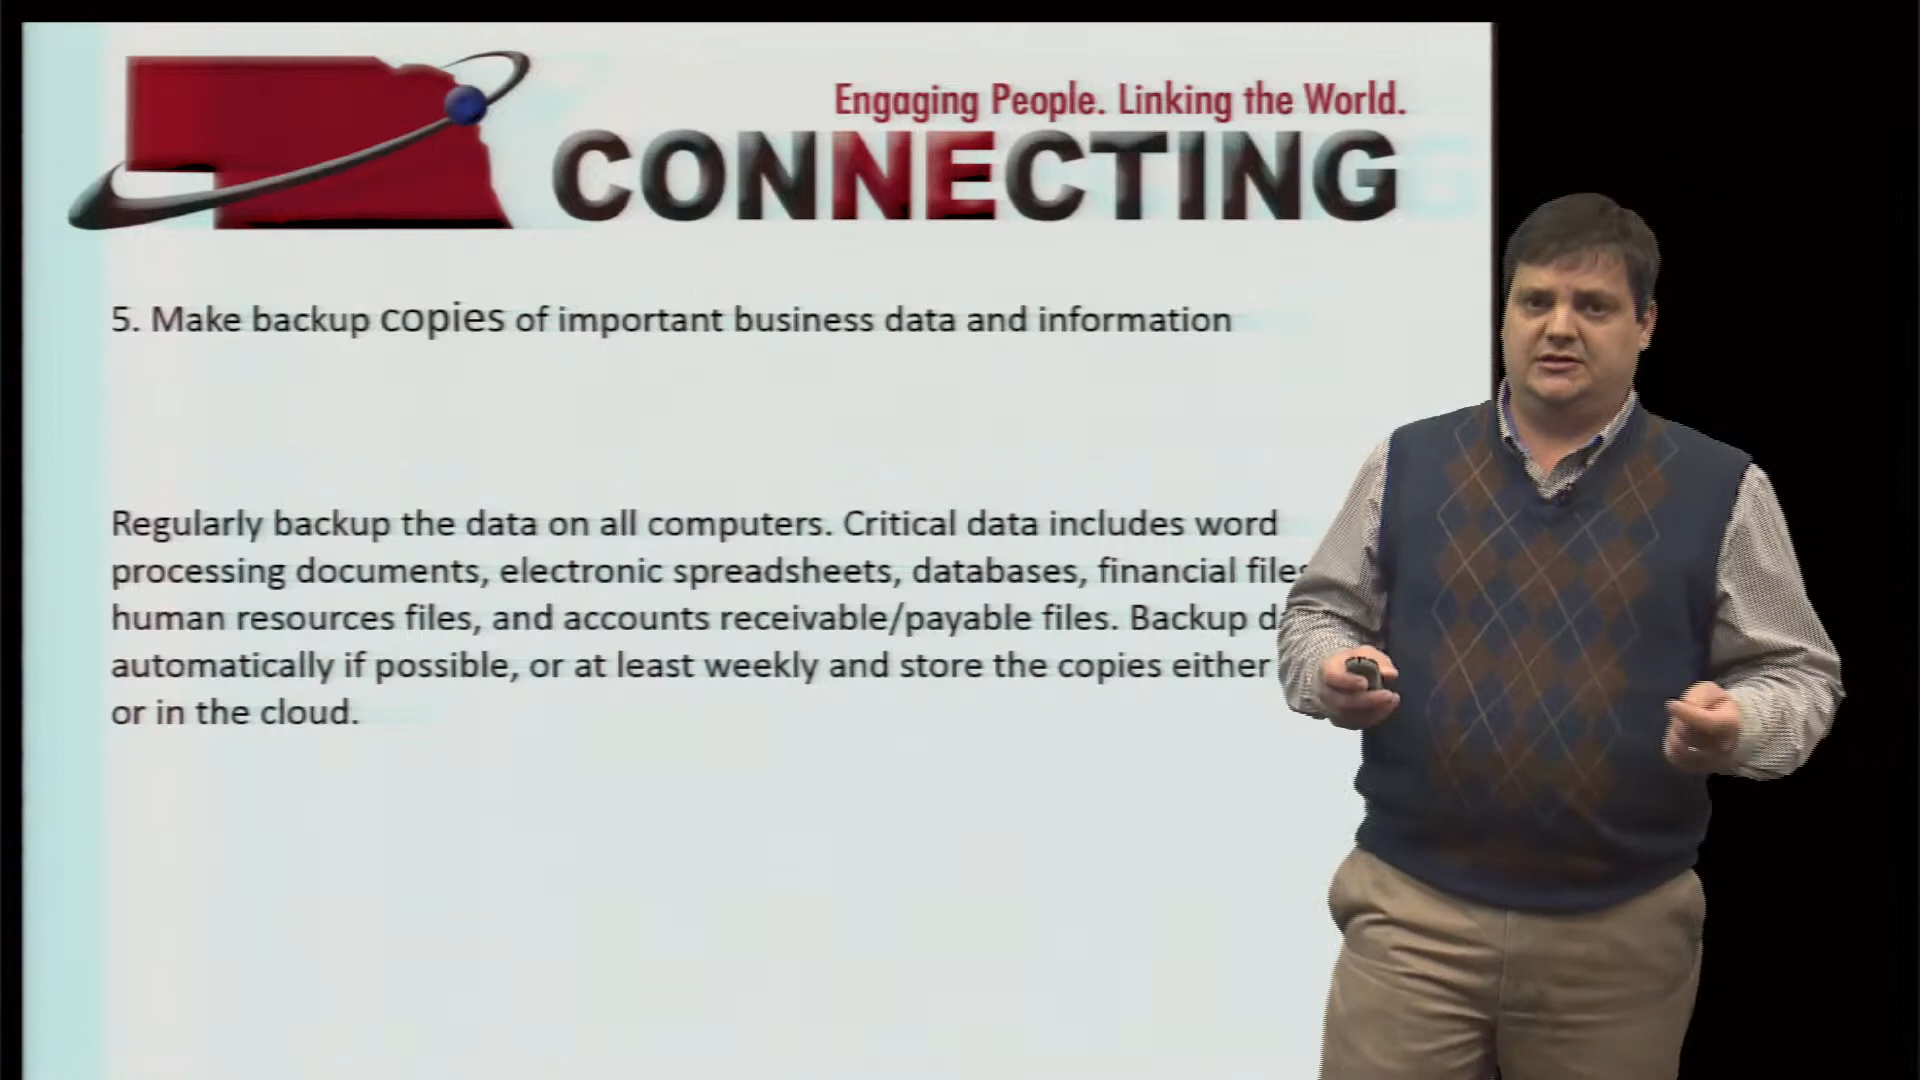 Engaging People. Linking the World.
CONNECTING
5. Make backup copies of important business data and information
Regularly backup the data on all computers. Critical data includes word
processing documents, electronic spreadsheets, databases, financial files
human resources files, and accounts receivable/payable files. Backup
automatically if possible, or at least weekly and store the copies either
or in the cloud.